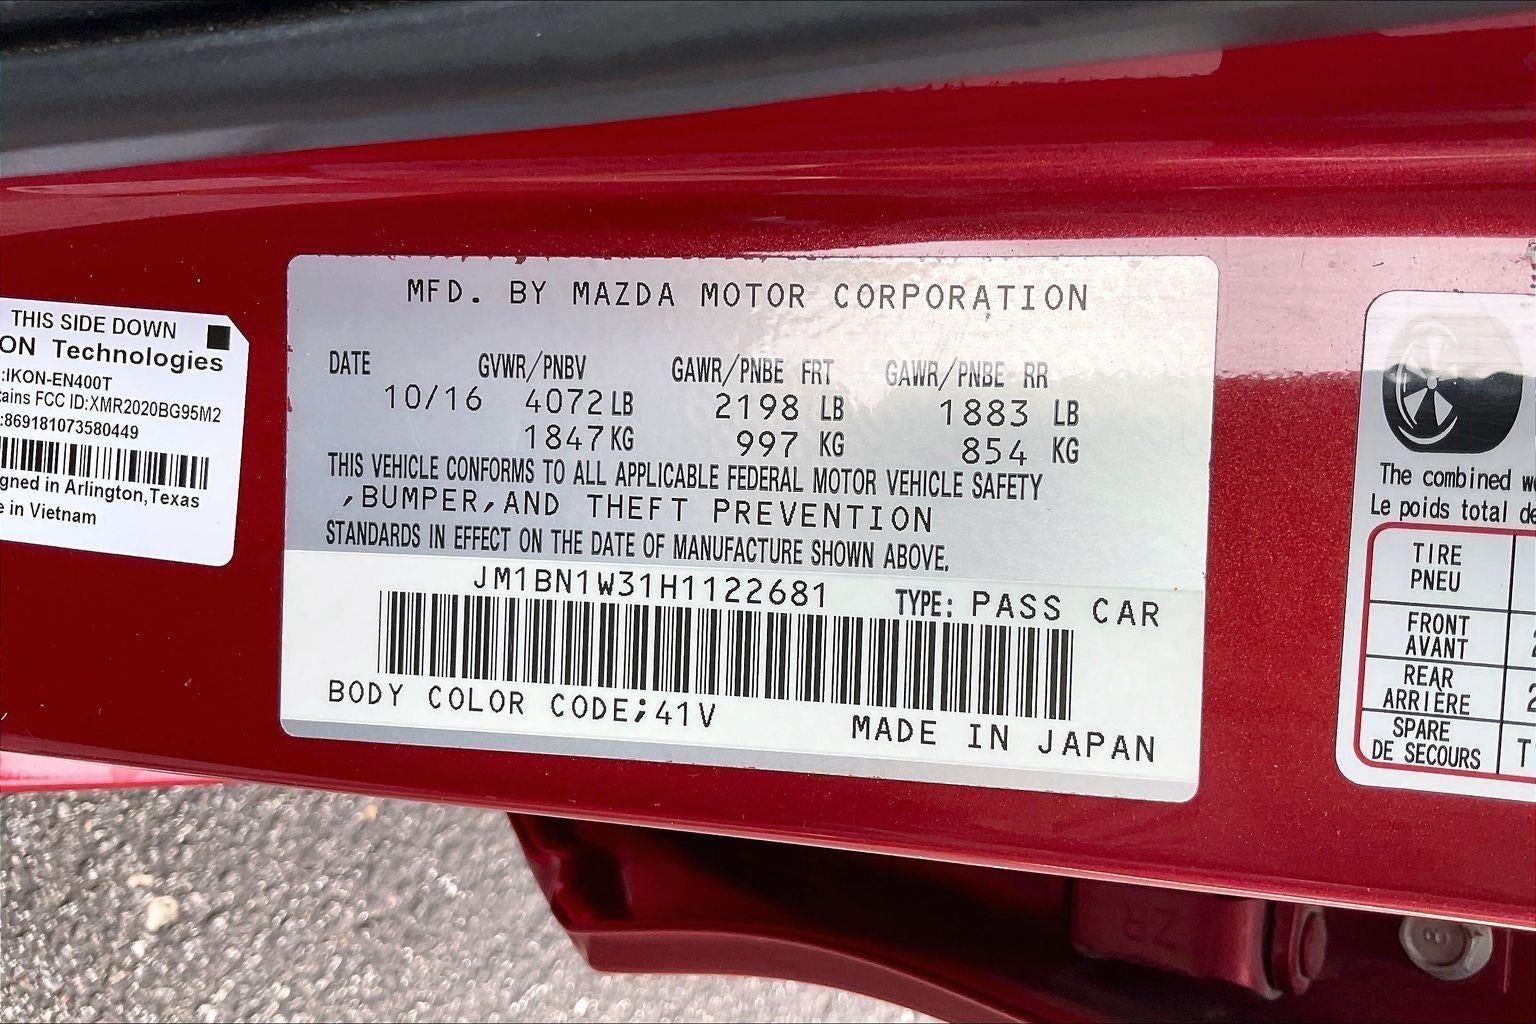 THIS SIDE DOWN
ON Technologies
:IKON-EN400T
tains FCC ID:XMR2020BG95M2
:869181073580449
gned in Arlington, Texas
e in Vietnam
MFD. BY MAZDA MOTOR CORPORATION
DATE GVWR/PNBV GAWR/PNBE FRT GAWR/PNBE RR
10/16 4072 LB 2198 LB 1883 LB
1847 KG 997 KG 854 KG
THIS VEHICLE CONFORMS TO ALL APPLICABLE FEDERAL MOTOR VEHICLE SAFETY
,BUMPER,AND THEFT PREVENTION
STANDARDS IN EFFECT ON THE DATE OF MANUFACTURE SHOWN ABOVE.
JM1BN1W31H1122681 TYPE: PASS CAR
BODY COLOR CODE;41V
MADE IN JAPAN
The combined
Le poids total de
TIRE
PNEU
FRONT
AVANT
REAR
ARRIÈRE
SPARE
DE SECOURS
T
8